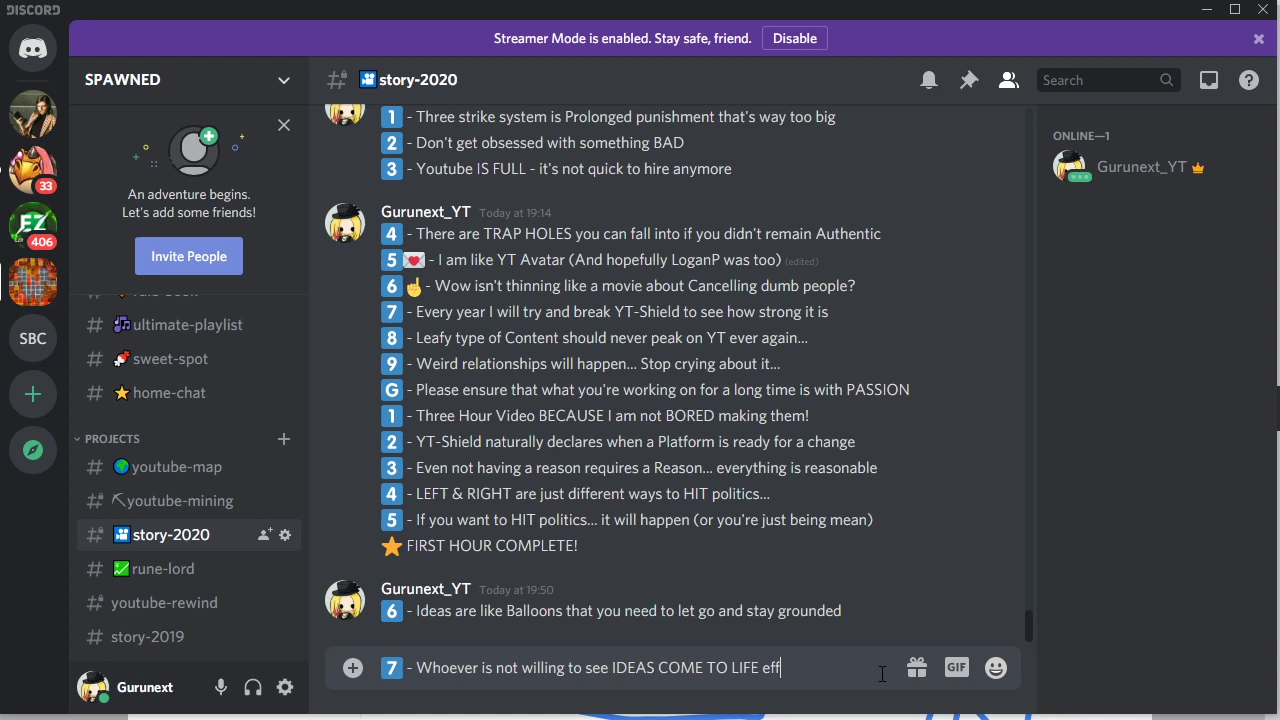 DISCORD
Streamer Mode is enabled. Stay safe, friend. Disable
SPAWNED
story-2020
Search
33
406
SBC
An adventure begins.
Let's add some friends!
Invite People
ultimate-playlist
sweet-spot
home-chat
PROJECTS
youtube-map
youtube-mining
story-2020
rune-lord
youtube-rewind
story-2019
Gurunext
1 - Three strike system is Prolonged punishment that's way too big
2 - Don't get obsessed with something BAD
3 - Youtube IS FULL - it's not quick to hire anymore
Gurunext_YT Today at 19:14
4 - There are TRAP HOLES you can fall into if you didn't remain Authentic
5 - I am like YT Avatar (And hopefully LoganP was too) (edited)
6 - Wow isn't thinning like a movie about Cancelling dumb people?
7 - Every year I will try and break YT-Shield to see how strong it is
8 - Leafy type of Content should never peak on YT ever again...
9 - Weird relationships will happen... Stop crying about it...
G - Please ensure that what you're working on for a long time is with PASSION
1 - Three Hour Video BECAUSE I am not BORED making them!
2 - YT-Shield naturally declares when a Platform is ready for a change
3 - Even not having a reason requires a Reason... everything is reasonable
4 - LEFT & RIGHT are just different ways to HIT politics...
5 - If you want to HIT politics... it will happen (or you're just being mean)
FIRST HOUR COMPLETE!
Gurunext_YT Today at 19:50
6 - Ideas are like Balloons that you need to let go and stay grounded
7 - Whoever is not willing to see IDEAS COME TO LIFE eff
GIF
ONLINE—1
Gurunext_YT